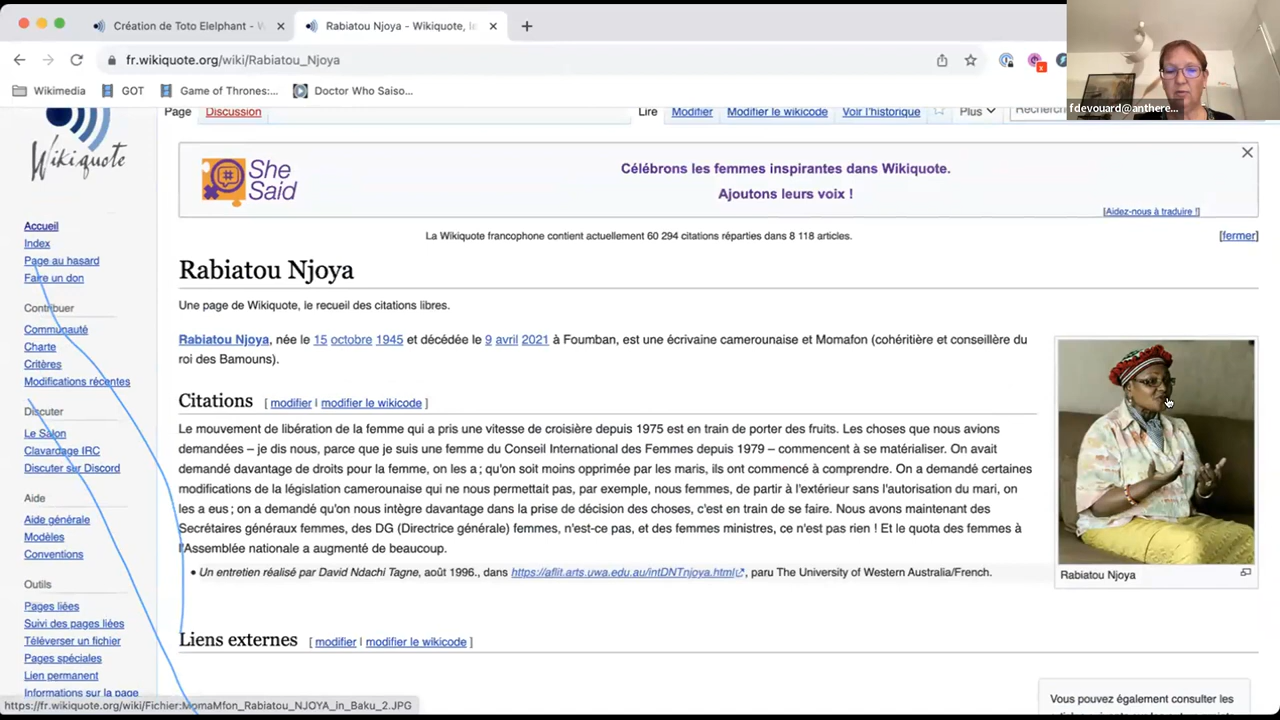 Création de Toto Elelphant - W
Rabiatou Njoya - Wikiquote, le
fr.wikiquote.org/wiki/Rabiatou_Njoya
Wikimedia
GOT
Game of Thrones:...
Doctor Who Saiso...
fdevouard@anthere...
Wikiquote
Page
Discussion
Lire
Modifier
Modifier le wikicode
Voir l'historique
Plus
Recherch
She
Said
Célébrons les femmes inspirantes dans Wikiquote.
Ajoutons leurs voix !
[Aidez-nous à traduire !]
La Wikiquote francophone contient actuellement 60 294 citations réparties dans 8 118 articles.
[fermer]
Accueil
Index
Page au hasard
Faire un don
Contribuer
Communauté
Charte
Critères
Modifications récentes
Discuter
Le Salon
Clavardage IRC
Discuter sur Discord
Aide
Aide générale
Modèles
Conventions
Outils
Pages liées
Suivi des pages liées
Téléverser un fichier
Pages spéciales
Lien permanent
Informations sur la page
Rabiatou Njoya
Une page de Wikiquote, le recueil des citations libres.
Rabiatou Njoya, née le 15 octobre 1945 et décédée le 9 avril 2021 à Foumban, est une écrivaine camerounaise et Momafon (cohéritière et conseillère du
roi des Bamouns).
Citations [ modifier | modifier le wikicode ]
Le mouvement de libération de la femme qui a pris une vitesse de croisière depuis 1975 est en train de porter des fruits. Les choses que nous avions
demandées – je dis nous, parce que je suis une femme du Conseil International des Femmes depuis 1979 – commencent à se matérialiser. On avait
demandé davantage de droits pour la femme, on les a ; qu'on soit moins opprimée par les maris, ils ont commencé à comprendre. On a demandé certaines
modifications de la législation camerounaise qui ne nous permettait pas, par exemple, nous femmes, de partir à l'extérieur sans l'autorisation du mari, on
les a eus ; on a demandé qu'on nous intègre davantage dans la prise de décision des choses, c'est en train de se faire. Nous avons maintenant des
Secrétaires généraux femmes, des DG (Directrice générale) femmes, n'est-ce pas, et des femmes ministres, ce n'est pas rien ! Et le quota des femmes à
l'Assemblée nationale a augmenté de beaucoup.
• Un entretien réalisé par David Ndachi Tagne, août 1996., dans https://aflit.arts.uwa.edu.au/intDNTnjoya.html, paru The University of Western Australia/French.
Rabiatou Njoya
Liens externes [ modifier | modifier le wikicode ]
Vous pouvez également consulter les
https://fr.wikiquote.org/wiki/Fichier:MomaMfon_Rabiatou_NJOYA_in_Baku_2.JPG